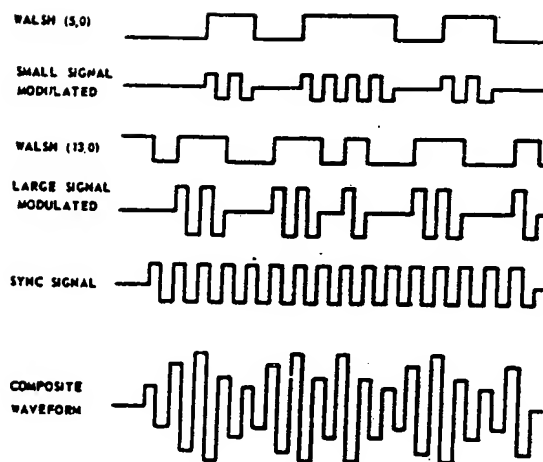 WALSH (5,0)
SMALL SIGNAL
MODULATED
WALSH (13,0)
LARGE SIGNAL
MODULATED
SYNC SIGNAL
COMPOSITE
WAVEFORM